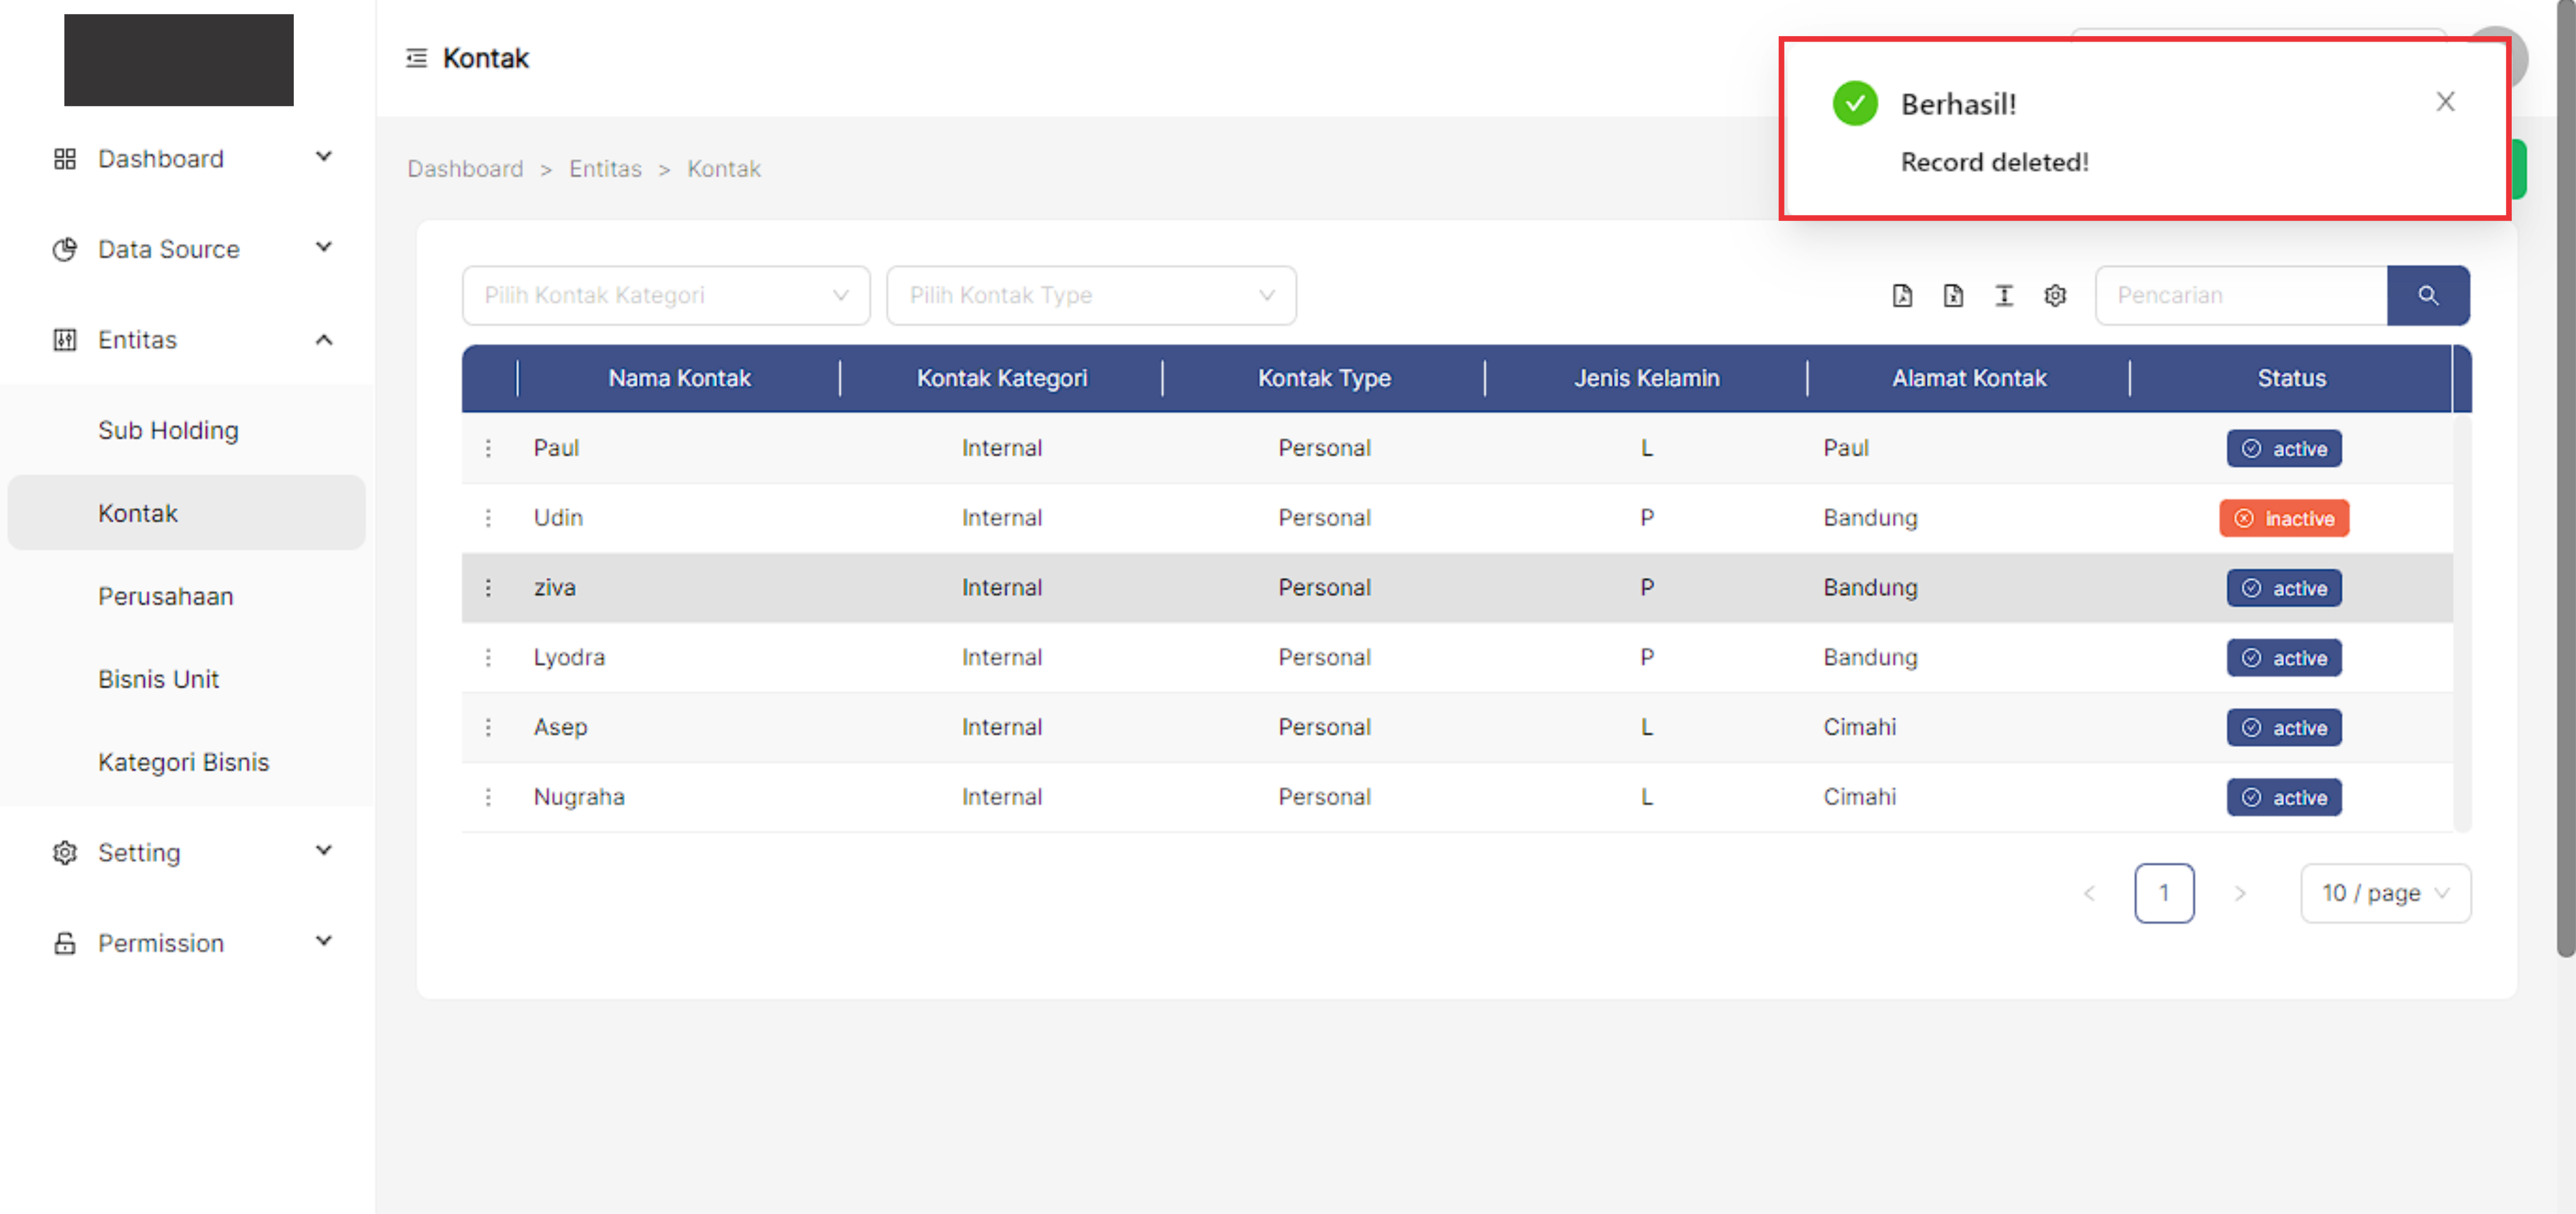 Kontak
Berhasil!
Record deleted!
Dashboard
Data Source
Entitas
Sub Holding
Kontak
Perusahaan
Bisnis Unit
Kategori Bisnis
Setting
Permission
Dashboard > Entitas > Kontak
Pilih Kontak Kategori Pilih Kontak Type Pencarian
Nama Kontak Kontak Kategori Kontak Type Jenis Kelamin Alamat Kontak Status
Paul Internal Personal L Paul active
Udin Internal Personal P Bandung inactive
ziva Internal Personal P Bandung active
Lyodra Internal Personal P Bandung active
Asep Internal Personal L Cimahi active
Nugraha Internal Personal L Cimahi active
< 1 > 10 / page